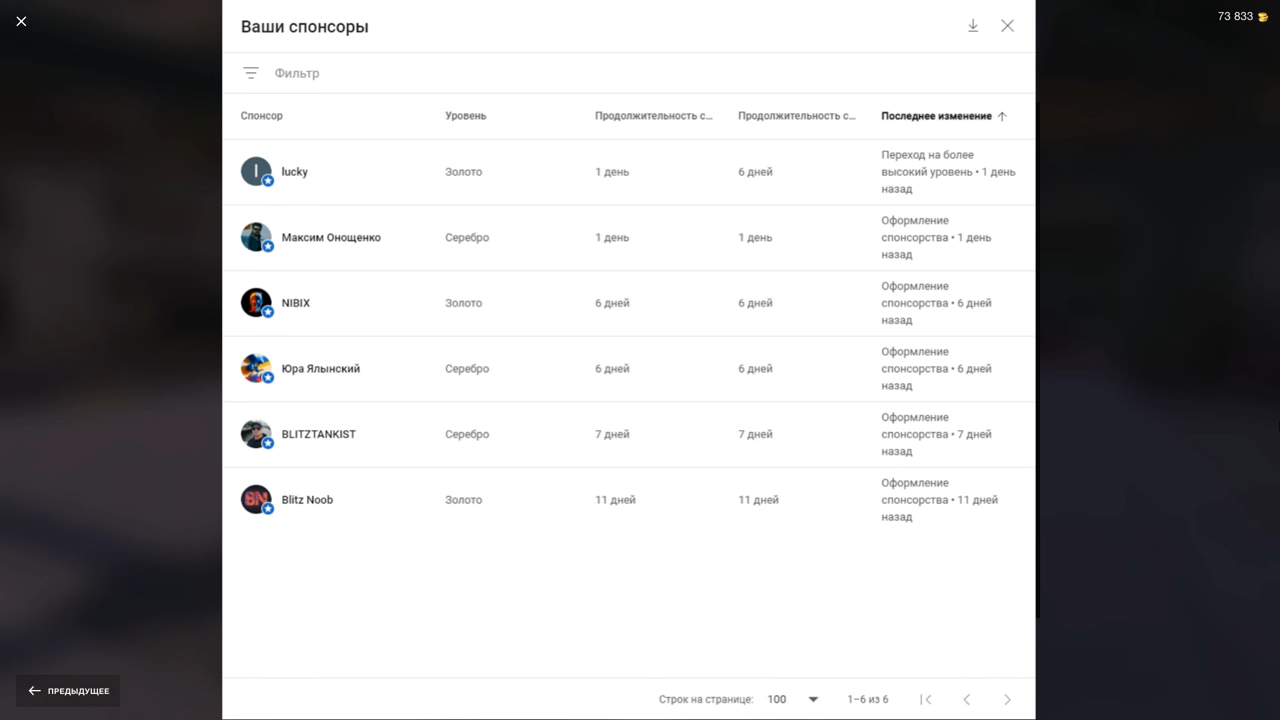 73 833
Ваши спонсоры
Фильтр
Спонсор Уровень Продолжительность с... Продолжительность с... Последнее изменение
lucky Золото 1 день 6 дней Переход на более
высокий уровень • 1 день
назад
Максим Онощенко Серебро 1 день 1 день Оформление
спонсорства • 1 день
назад
NIBIX Золото 6 дней 6 дней Оформление
спонсорства • 6 дней
назад
Юра Ялынский Серебро 6 дней 6 дней Оформление
спонсорства • 6 дней
назад
BLITZTANKIST Серебро 7 дней 7 дней Оформление
спонсорства • 7 дней
назад
BN Blitz Noob Золото 11 дней 11 дней Оформление
спонсорства • 11 дней
назад
ПРЕДЫДУЩЕЕ
Строк на странице: 100 1–6 из 6